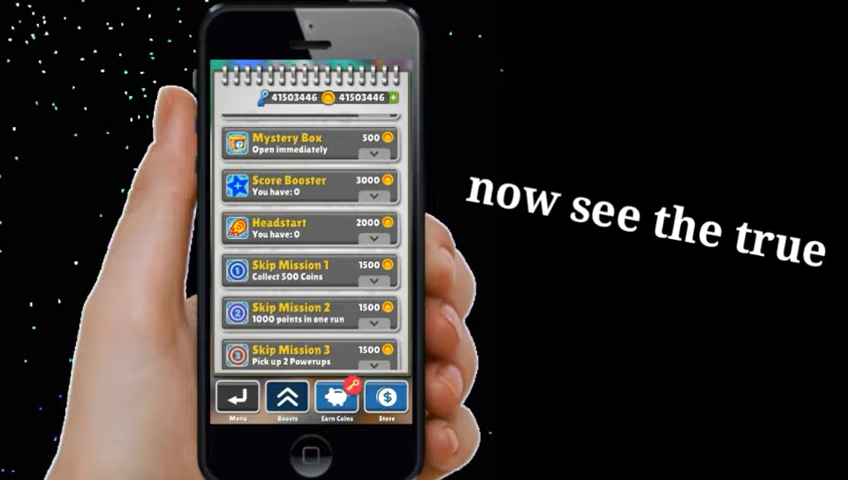 41503446 41503446 +
Mystery Box 500
Open immediately
Score Booster 3000
You have: 0
Headstart 2000
You have: 0
Skip Mission 1 1500
Collect 500 Coins
Skip Mission 2 1500
1000 points in one run
Skip Mission 3 1500
Pick up 2 Powerups
Menu Boosts Earn Coins Store
now see the true